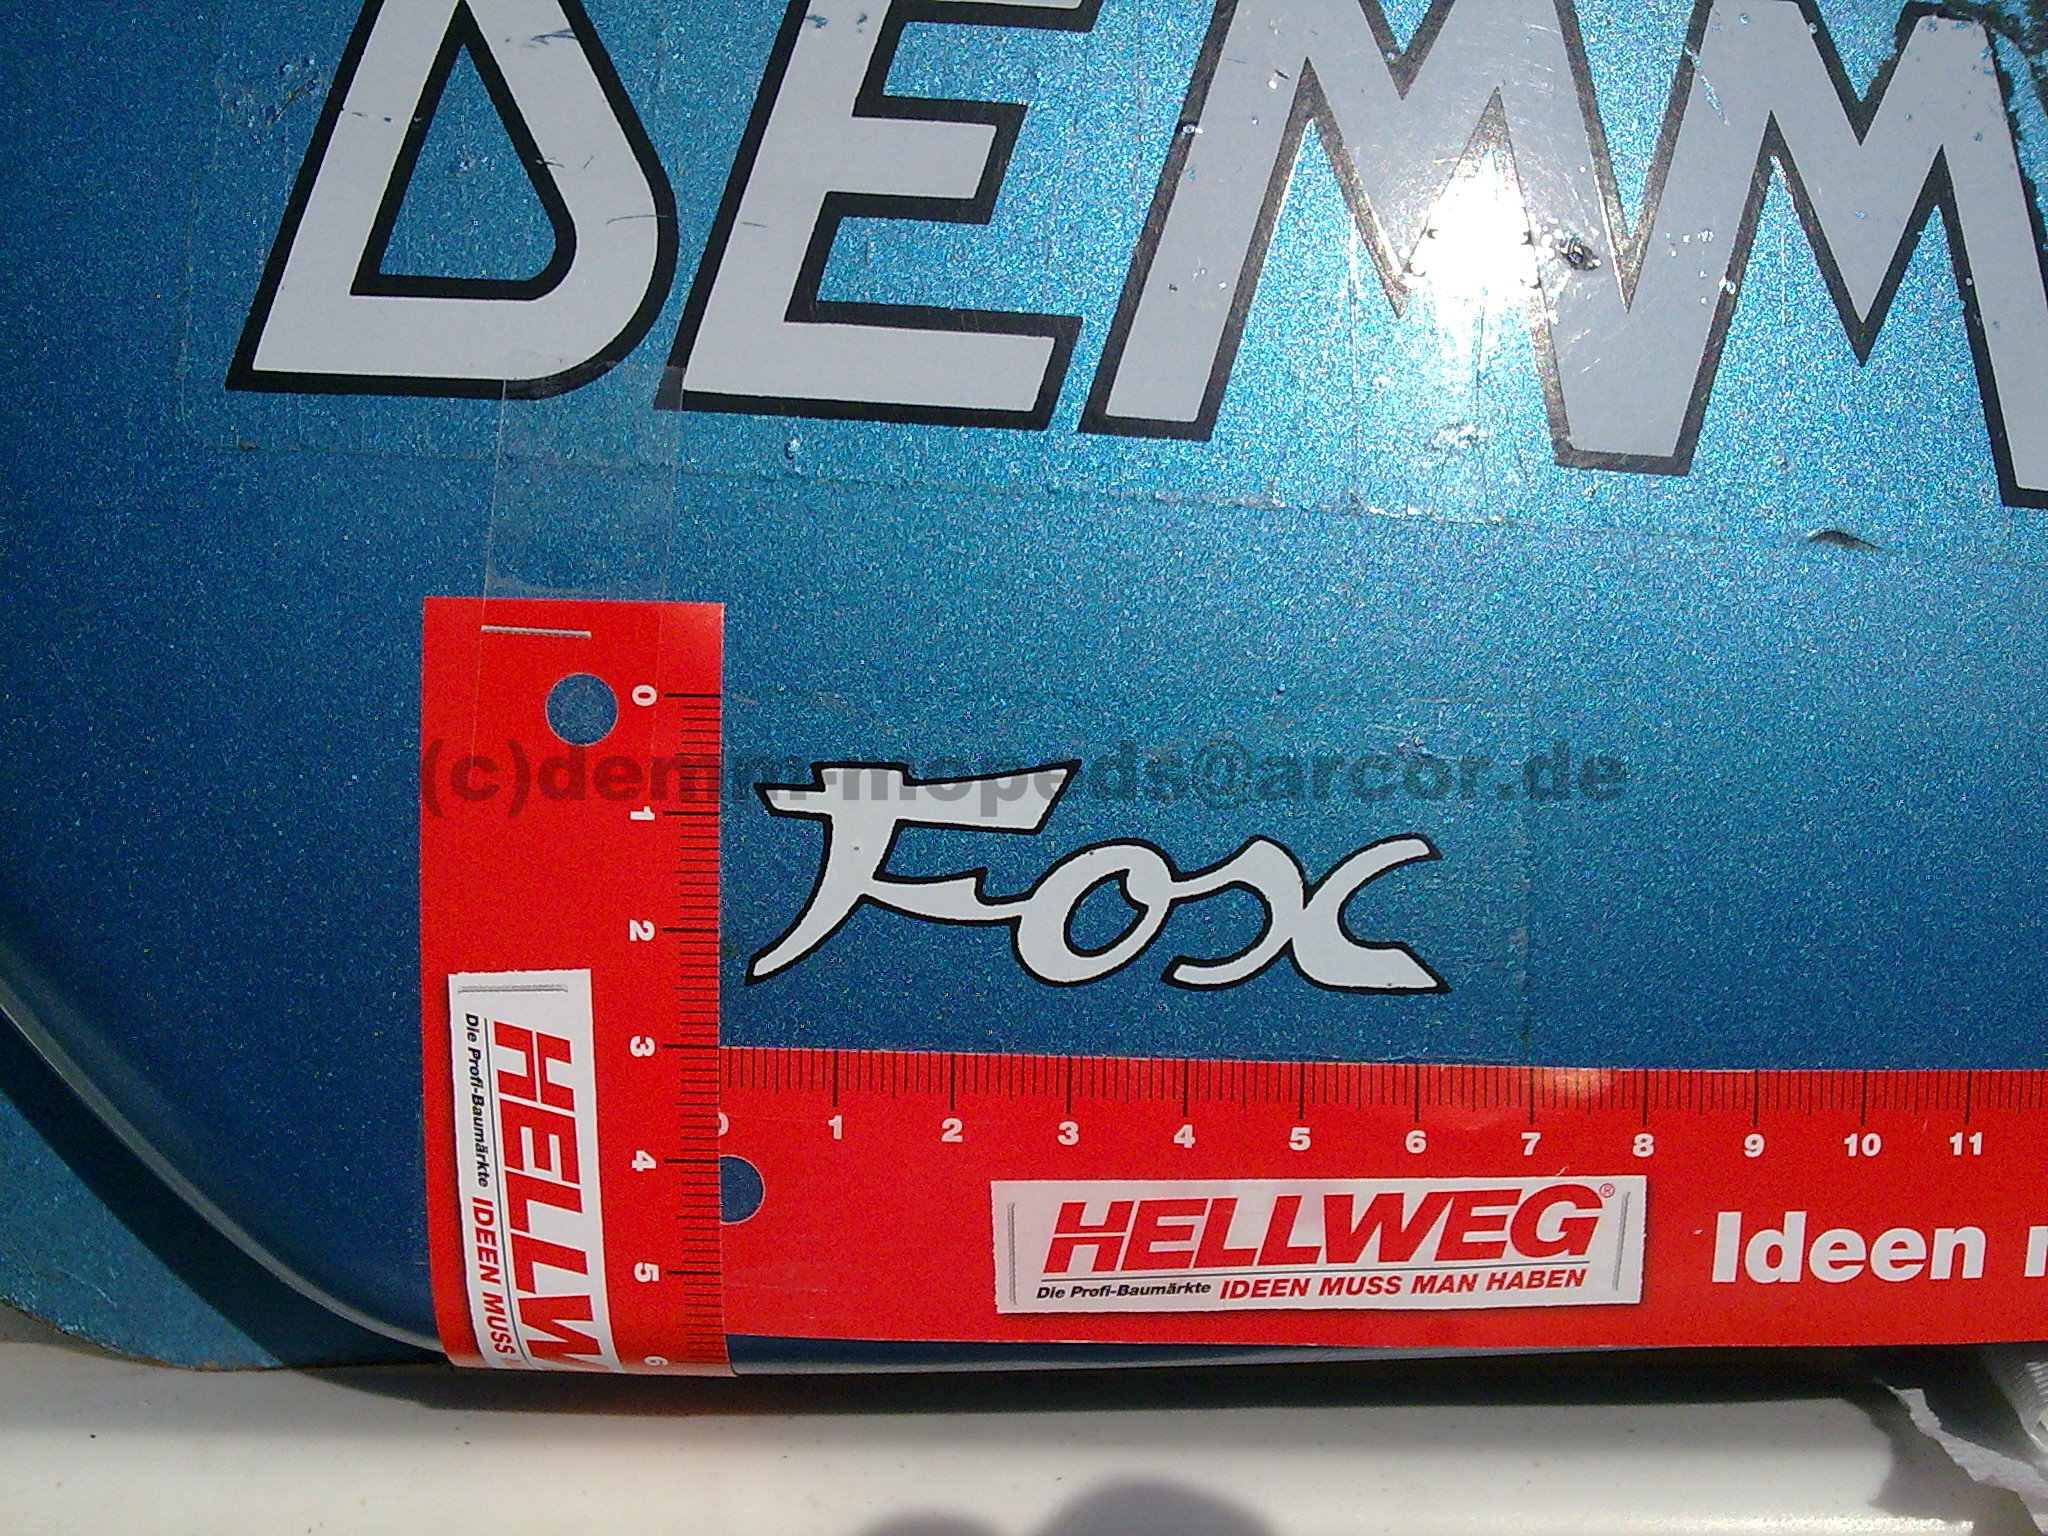 DEMM
(c)demm-mopeds@arcor.de
Fox
0
1
2
3
4
5
6
HELLW
Die Profi-Baumärkte IDEEN MUSS
0 1 2 3 4 5 6 7 8 9 10 11
HELLWEG®
Die Profi-Baumärkte IDEEN MUSS MAN HABEN
Ideen